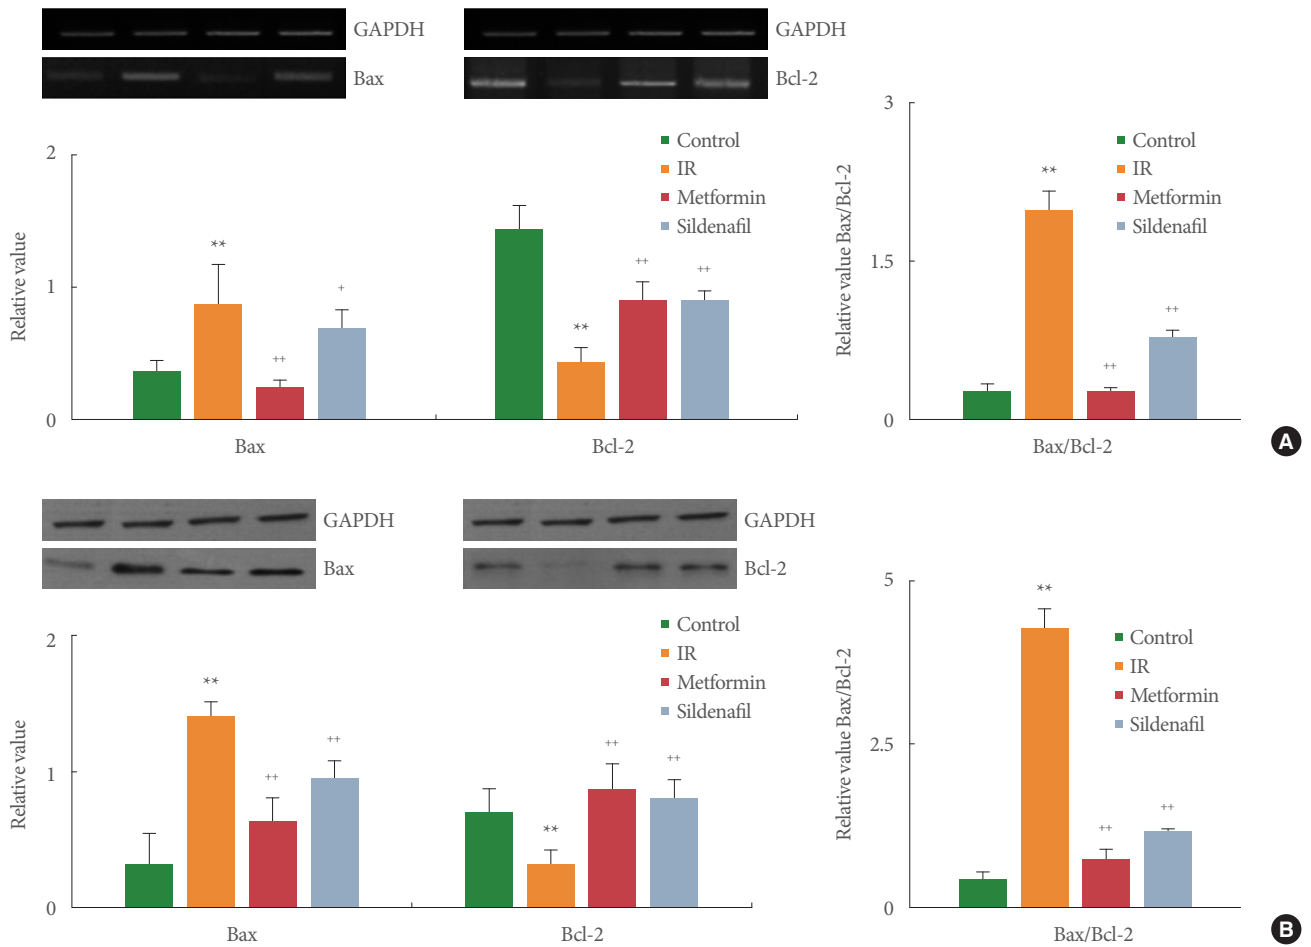 GAPDH
Bax
GAPDH
Bcl-2
Relative value
2
1
0
**
++
+
**
++
++
Control
IR
Metformin
Sildenafil
Bax
Bcl-2
Relative value Bax/Bcl-2
3
1.5
0
**
++
++
Control
IR
Metformin
Sildenafil
Bax/Bcl-2
A
GAPDH
Bax
GAPDH
Bcl-2
Relative value
2
1
0
**
++
++
**
++
++
Control
IR
Metformin
Sildenafil
Bax
Bcl-2
Relative value Bax/Bcl-2
5
2.5
0
**
++
++
Control
IR
Metformin
Sildenafil
Bax/Bcl-2
B